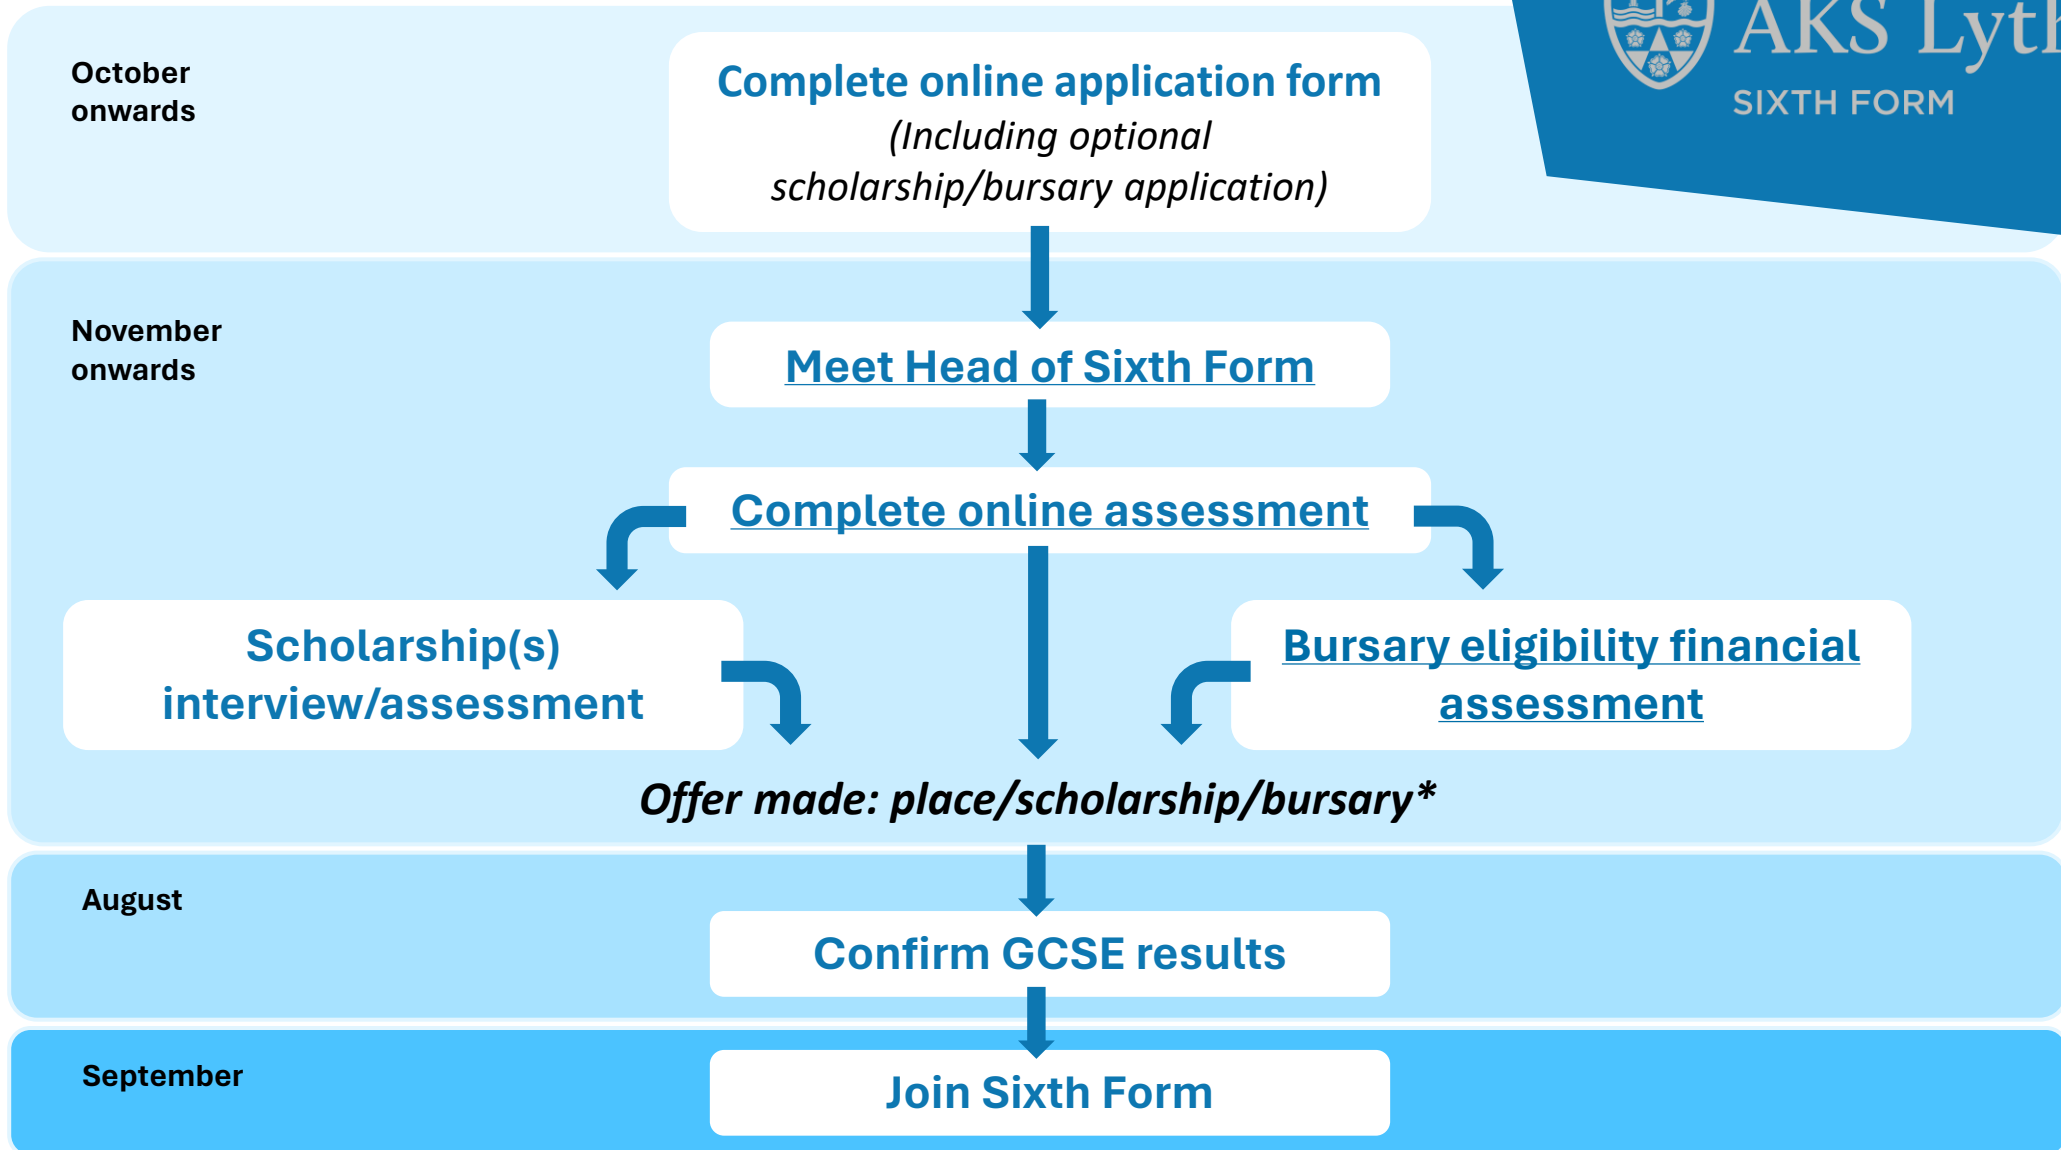 October
onwards
Complete online application form
(Including optional
scholarship/bursary application)
AKS
SIXTH FORM
November
onwards
Meet Head of Sixth Form
Complete online assessment
Scholarship(s)
interview/assessment
Bursary eligibility financial
assessment
Offer made: place/scholarship/bursary*
August
Confirm GCSE results
September
Join Sixth Form